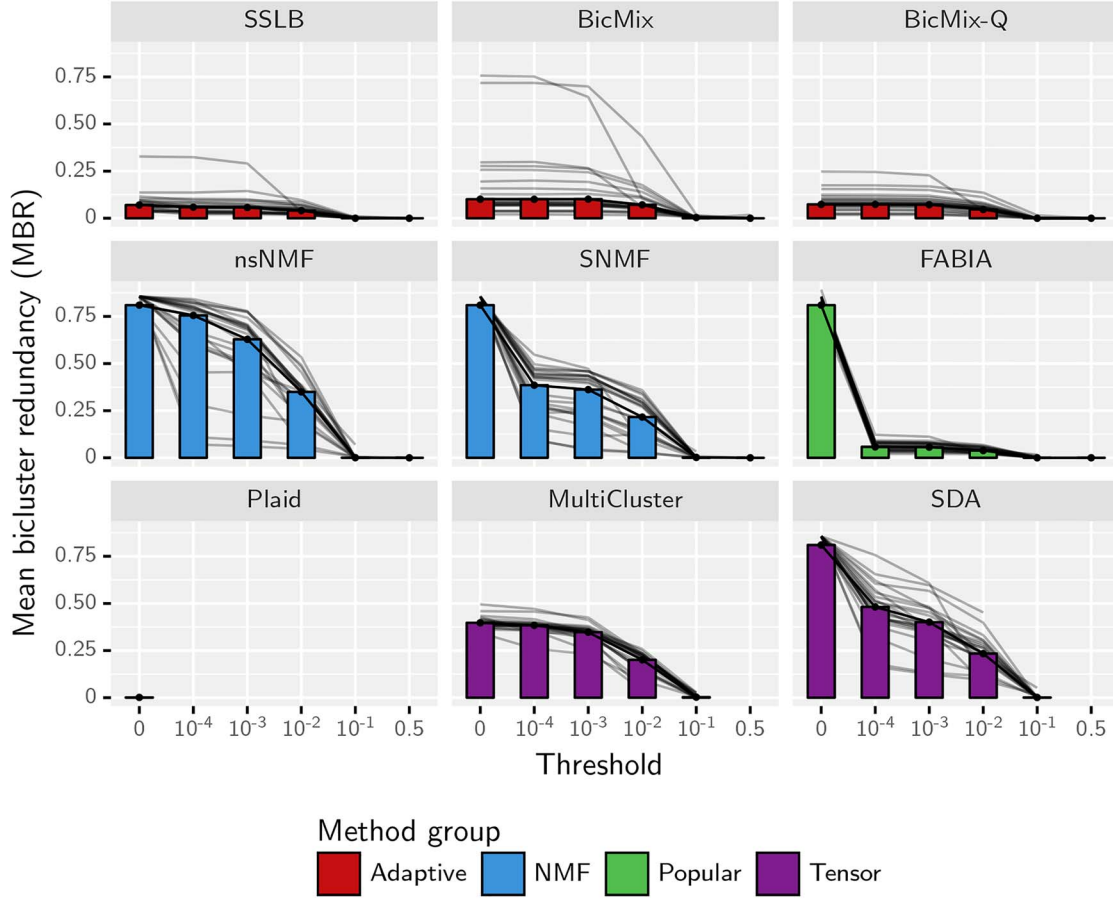 SSLB BicMix BicMix-Q
0.75
0.50
0.25
0
nsNMF SNMF FABIA
0.75
0.50
0.25
0
Plaid MultiCluster SDA
0.75
0.50
0.25
0
Mean bicluster redundancy (MBR)
0 10⁻⁴ 10⁻³ 10⁻² 10⁻¹ 0.5 0 10⁻⁴ 10⁻³ 10⁻² 10⁻¹ 0.5 0 10⁻⁴ 10⁻³ 10⁻² 10⁻¹ 0.5
Threshold
Method group
Adaptive NMF Popular Tensor